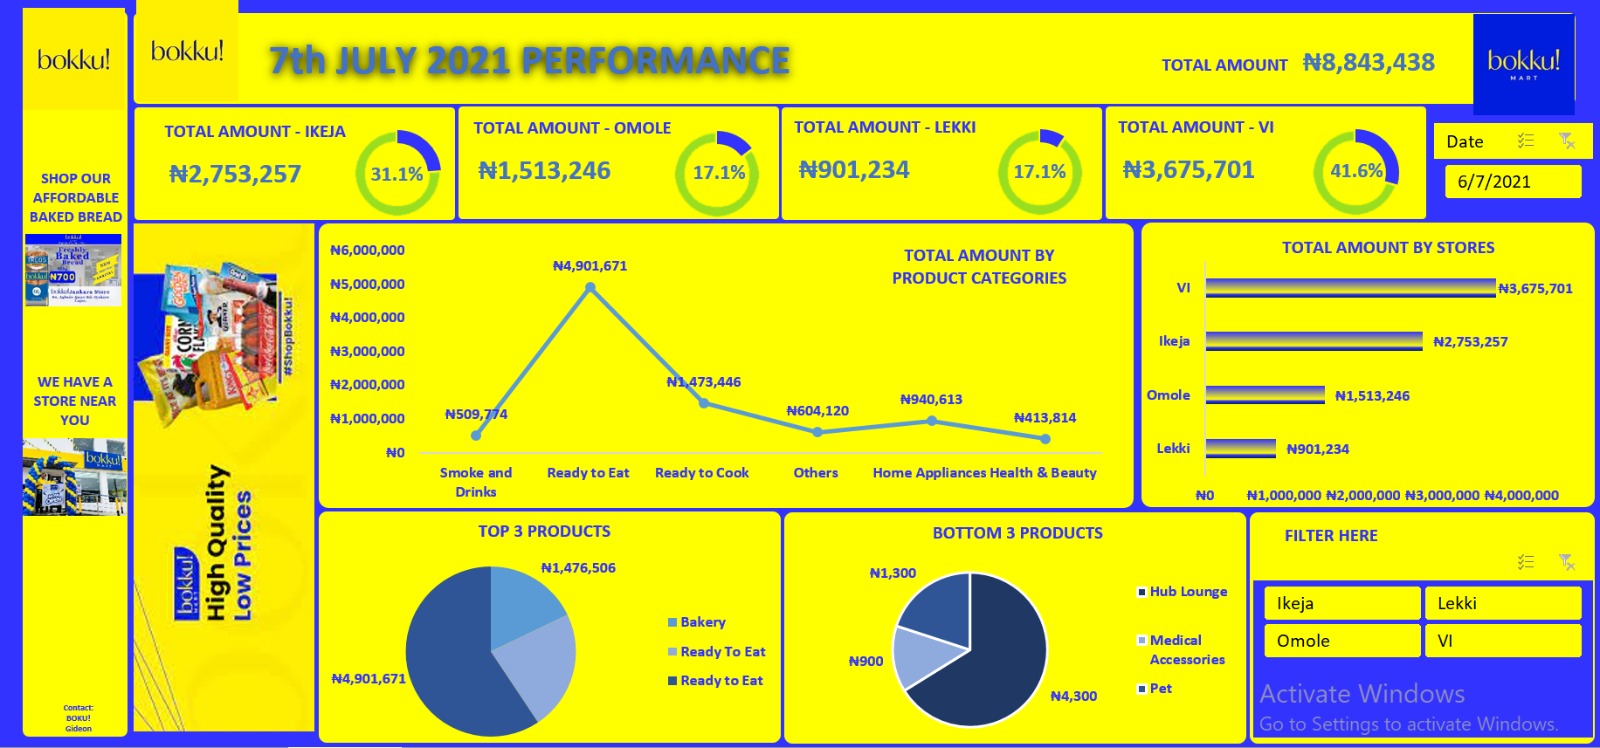 bokku!
bokku!
7th JULY 2021 PERFORMANCE
TOTAL AMOUNT ₦8,843,438
bokku!
MART
TOTAL AMOUNT - IKEJA
₦2,753,257
31.1%
TOTAL AMOUNT - OMOLE
₦1,513,246
17.1%
TOTAL AMOUNT - LEKKI
₦901,234
17.1%
TOTAL AMOUNT - VI
₦3,675,701
41.6%
Date
6/7/2021
SHOP OUR
AFFORDABLE
BAKED BREAD
Freshly
Baked
Bread
₦700
WE HAVE A
STORE NEAR
YOU
bokku!
Contact:
BOKU!
Gideon
#ShopBokku!
CORN
bokku!
MART
High Quality
Low Prices
TOTAL AMOUNT BY
PRODUCT CATEGORIES
₦6,000,000
₦5,000,000
₦4,000,000
₦3,000,000
₦2,000,000
₦1,000,000
₦0
₦509,774
₦4,901,671
₦1,473,446
₦604,120
₦940,613
₦413,814
Smoke and
Drinks
Ready to Eat
Ready to Cook
Others
Home Appliances
Health & Beauty
TOTAL AMOUNT BY STORES
VI ₦3,675,701
Ikeja ₦2,753,257
Omole ₦1,513,246
Lekki ₦901,234
₦0 ₦1,000,000 ₦2,000,000 ₦3,000,000 ₦4,000,000
TOP 3 PRODUCTS
₦1,476,506
₦4,901,671
Bakery
Ready To Eat
Ready to Eat
BOTTOM 3 PRODUCTS
₦1,300
₦900
₦4,300
Hub Lounge
Medical
Accessories
Pet
FILTER HERE
Ikeja
Lekki
Omole
VI
Activate Windows
Go to Settings to activate Windows.